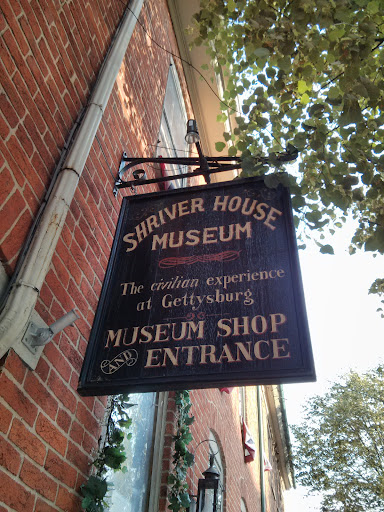 SHRIVER HOUSE
MUSEUM
The civilian experience
at Gettysburg
MUSEUM SHOP
AND ENTRANCE